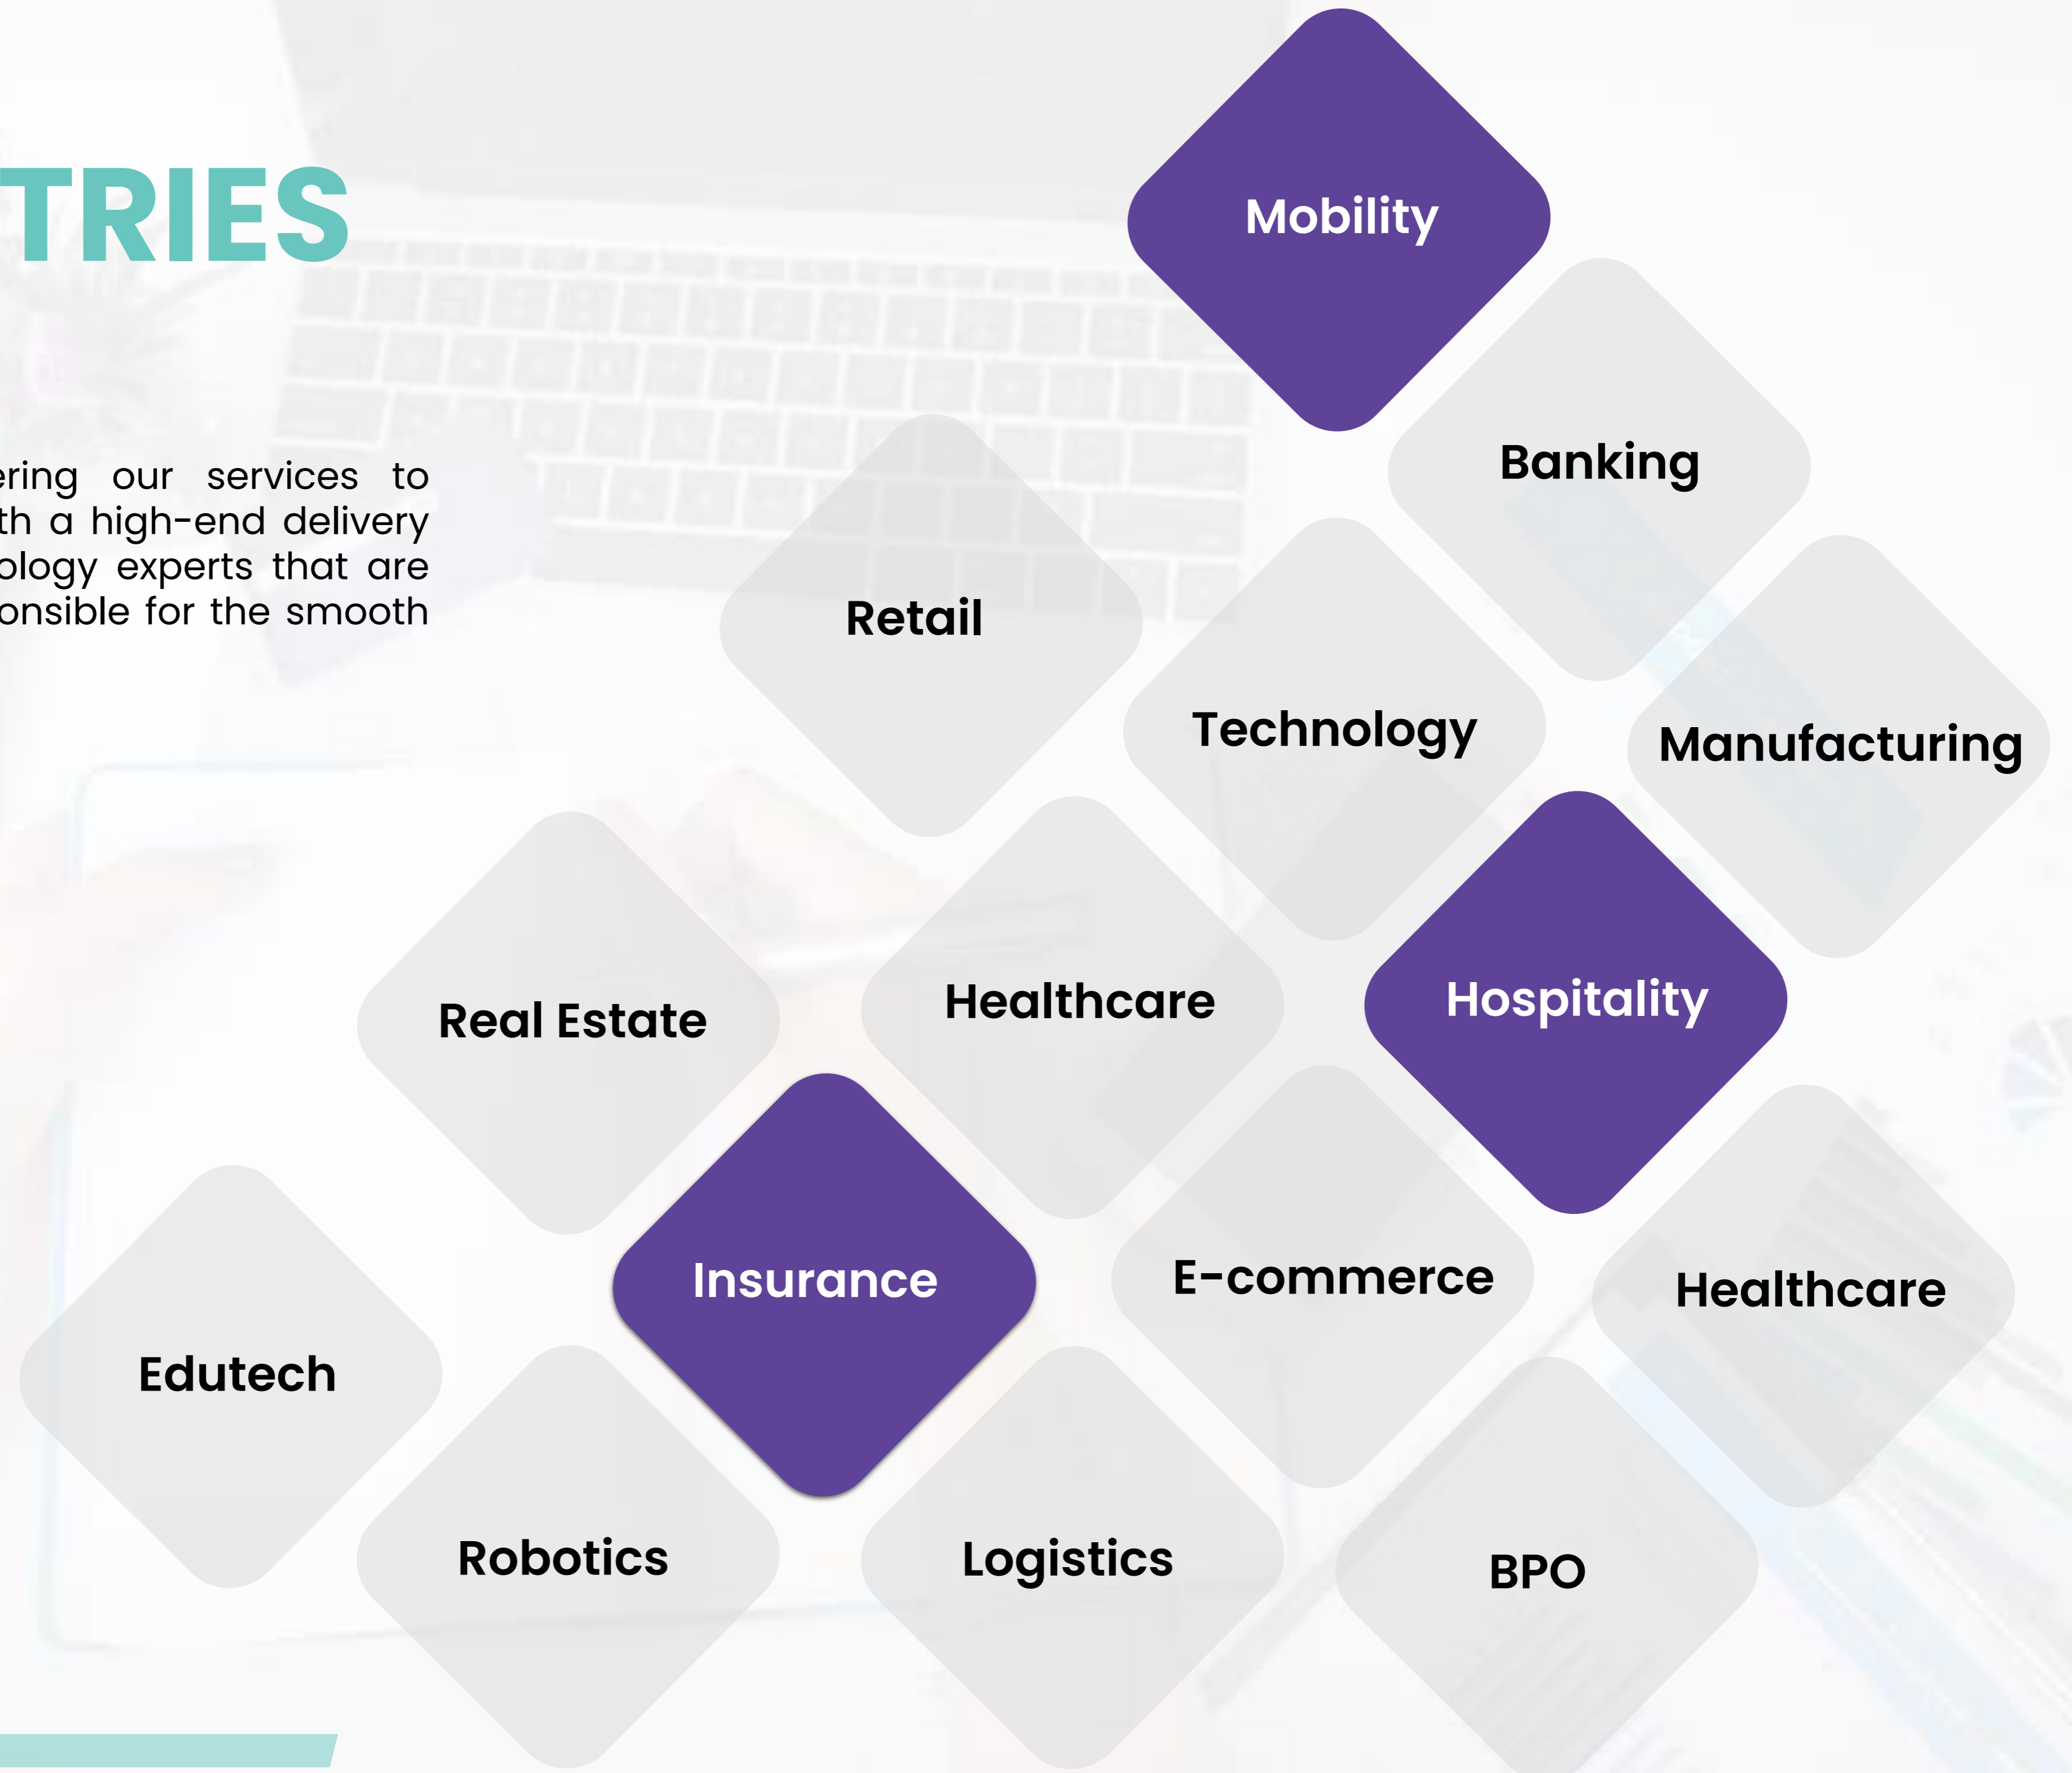 TRIES
ering our services to
th a high-end delivery
ology experts that are
onsible for the smooth
Mobility
Banking
Retail
Technology
Manufacturing
Real Estate
Healthcare
Hospitality
Insurance
E-commerce
Healthcare
Edutech
Robotics
Logistics
BPO